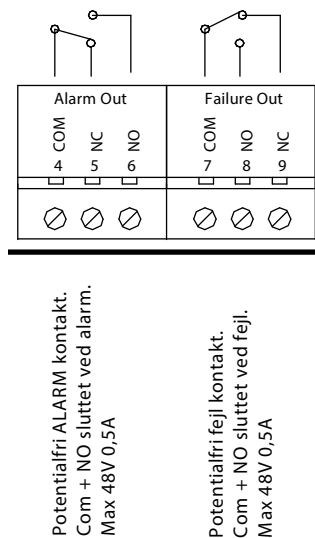 Alarm Out
Failure Out
COM
NC
NO
COM
NO
NC
4 5 6 7 8 9
Potentialfri ALARM kontakt.
Com + NO sluttet ved alarm.
Max 48V 0,5A
Potentialfri fejl kontakt.
Com + NO sluttet ved fejl.
Max 48V 0,5A